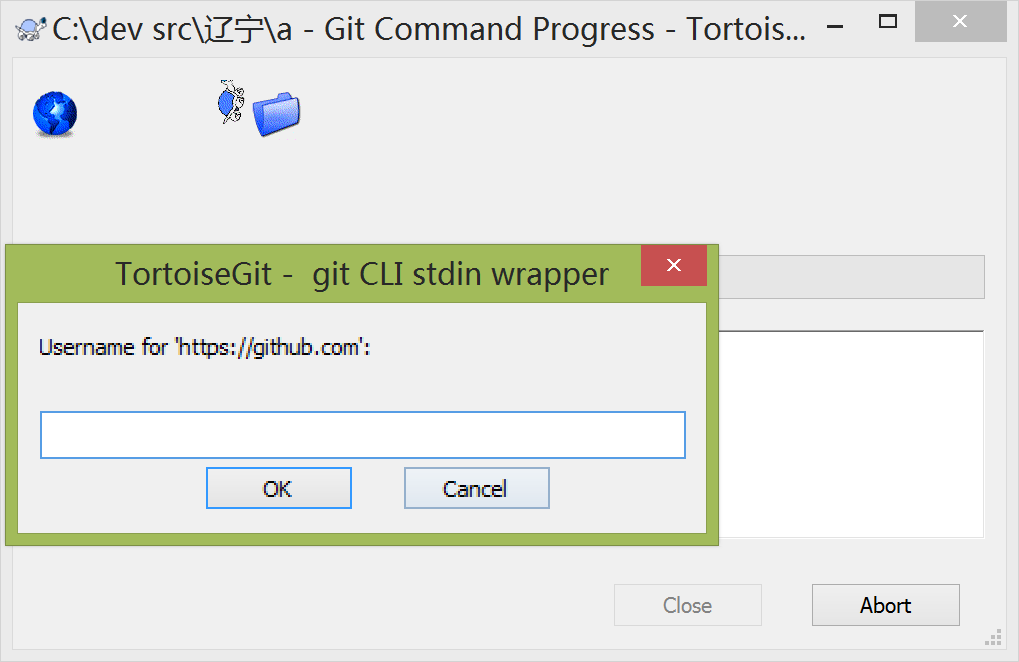 C:\dev src\辽宁\a - Git Command Progress - Tortois...
TortoiseGit -  git CLI stdin wrapper
Username for 'https://github.com':
OK
Cancel
Close
Abort